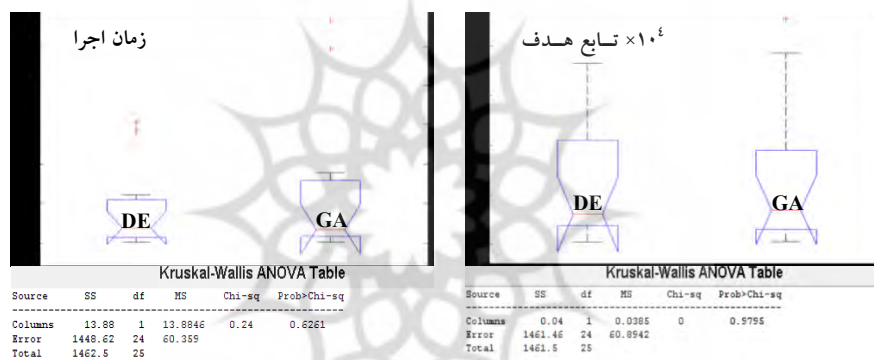 زمان اجرا
DE GA
Kruskal-Wallis ANOVA Table
Source SS df MS Chi-sq Prob>Chi-sq
Columns 13.88 1 13.8846 0.24 0.6261
Error 1448.62 24 60.359
Total 1462.5 25
×۱۰⁴ تابع هدف
DE GA
Kruskal-Wallis ANOVA Table
Source SS df MS Chi-sq Prob>Chi-sq
Columns 0.04 1 0.0385 0 0.9795
Error 1461.46 24 60.8942
Total 1461.5 25